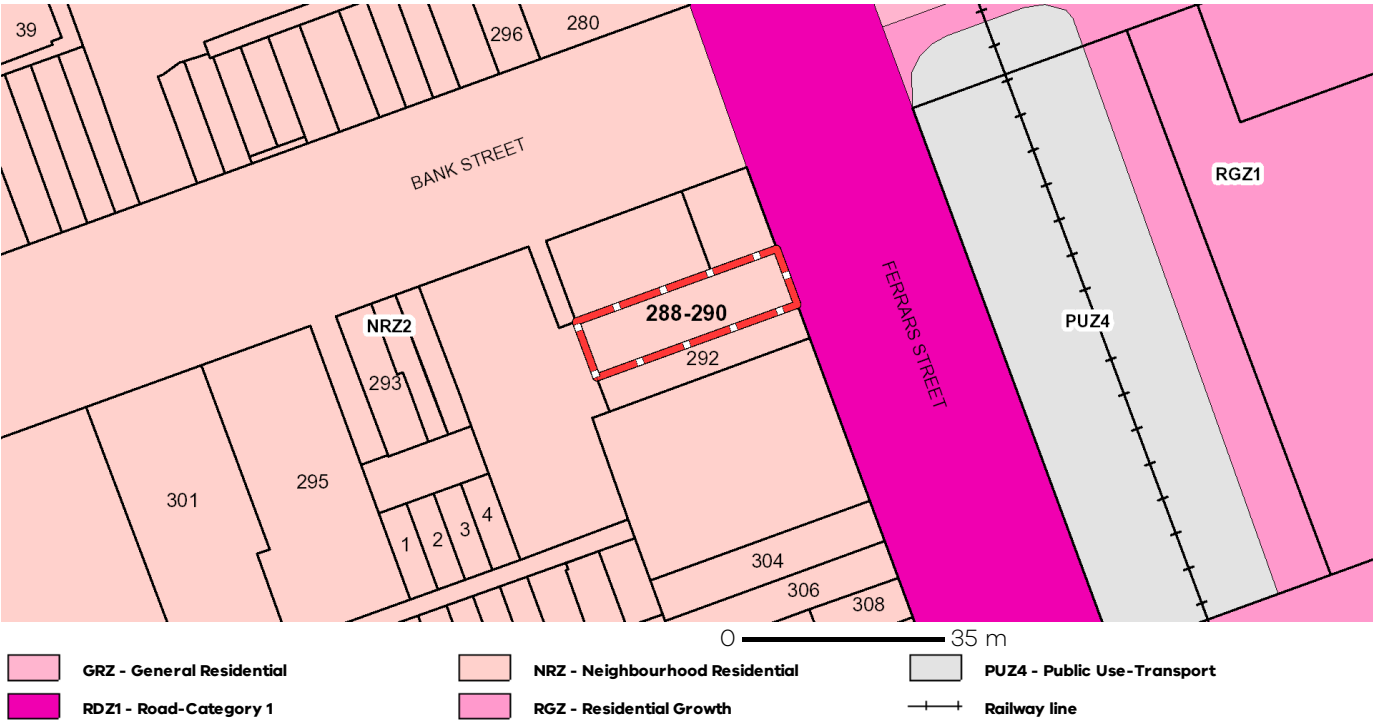 39
296
280
BANK STREET
RGZ1
288-290
FERRARS STREET
NRZ2
PUZ4
292
293
295
301
4
3
2
1
304
306
308
0 35 m
GRZ - General Residential
NRZ - Neighbourhood Residential
PUZ4 - Public Use-Transport
RDZ1 - Road-Category 1
RGZ - Residential Growth
Railway line